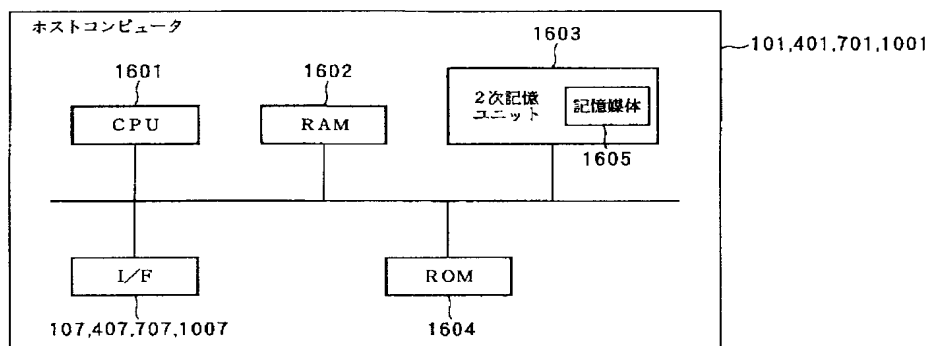 ホストコンピュータ
101,401,701,1001
1601
1602
1603
CPU
RAM
2次記憶
ユニット
記憶媒体
1605
I/F
ROM
107,407,707,1007
1604